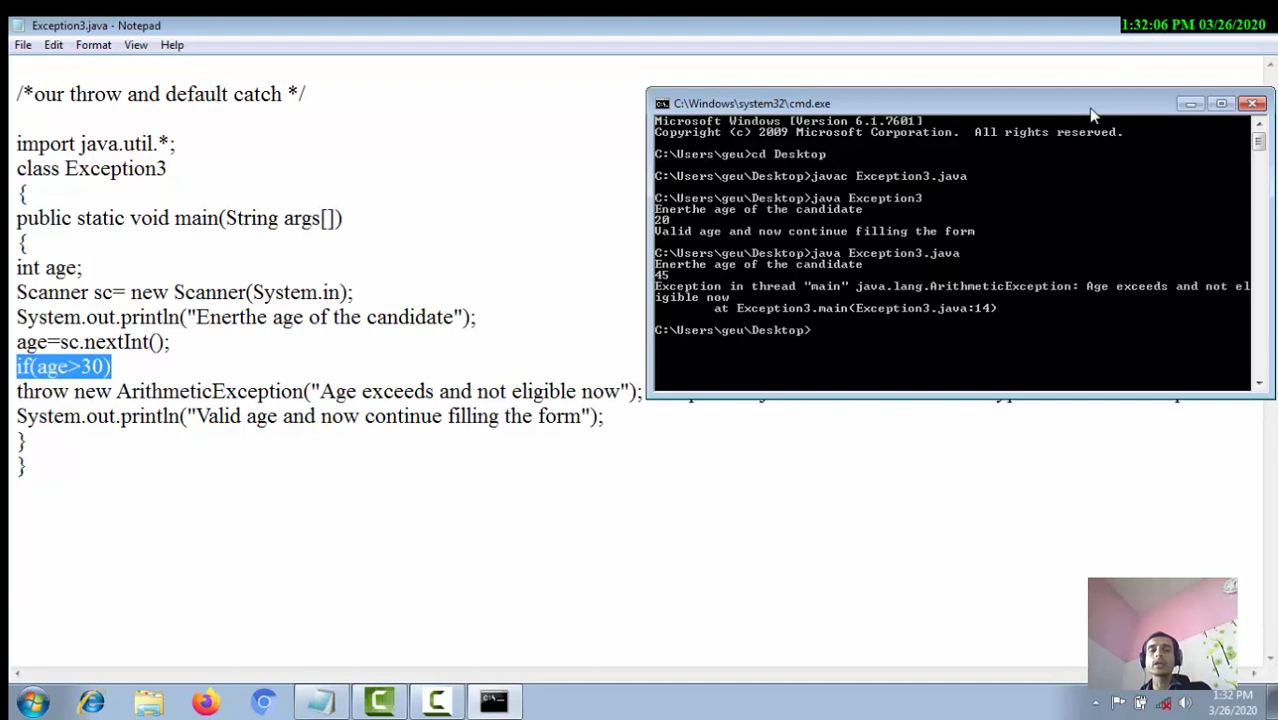 Exception3.java - Notepad
1:32:06 PM 03/26/2020
File Edit Format View Help
/*our throw and default catch */
import java.util.*;
class Exception3
{
public static void main(String args[])
{
int age;
Scanner sc= new Scanner(System.in);
System.out.println("Enerthe age of the candidate");
age=sc.nextInt();
if(age>30)
throw new ArithmeticException("Age exceeds and not eligible now");
System.out.println("Valid age and now continue filling the form");
}
}
C:\Windows\system32\cmd.exe
Microsoft Windows [Version 6.1.7601]
Copyright (c) 2009 Microsoft Corporation. All rights reserved.
C:\Users\geu>cd Desktop
C:\Users\geu\Desktop>javac Exception3.java
C:\Users\geu\Desktop>java Exception3
Enerthe age of the candidate
20
Valid age and now continue filling the form
C:\Users\geu\Desktop>java Exception3.java
Enerthe age of the candidate
45
Exception in thread "main" java.lang.ArithmeticException: Age exceeds and not el
igible now
at Exception3.main(Exception3.java:14)
C:\Users\geu\Desktop>
1:32 PM
3/26/2020